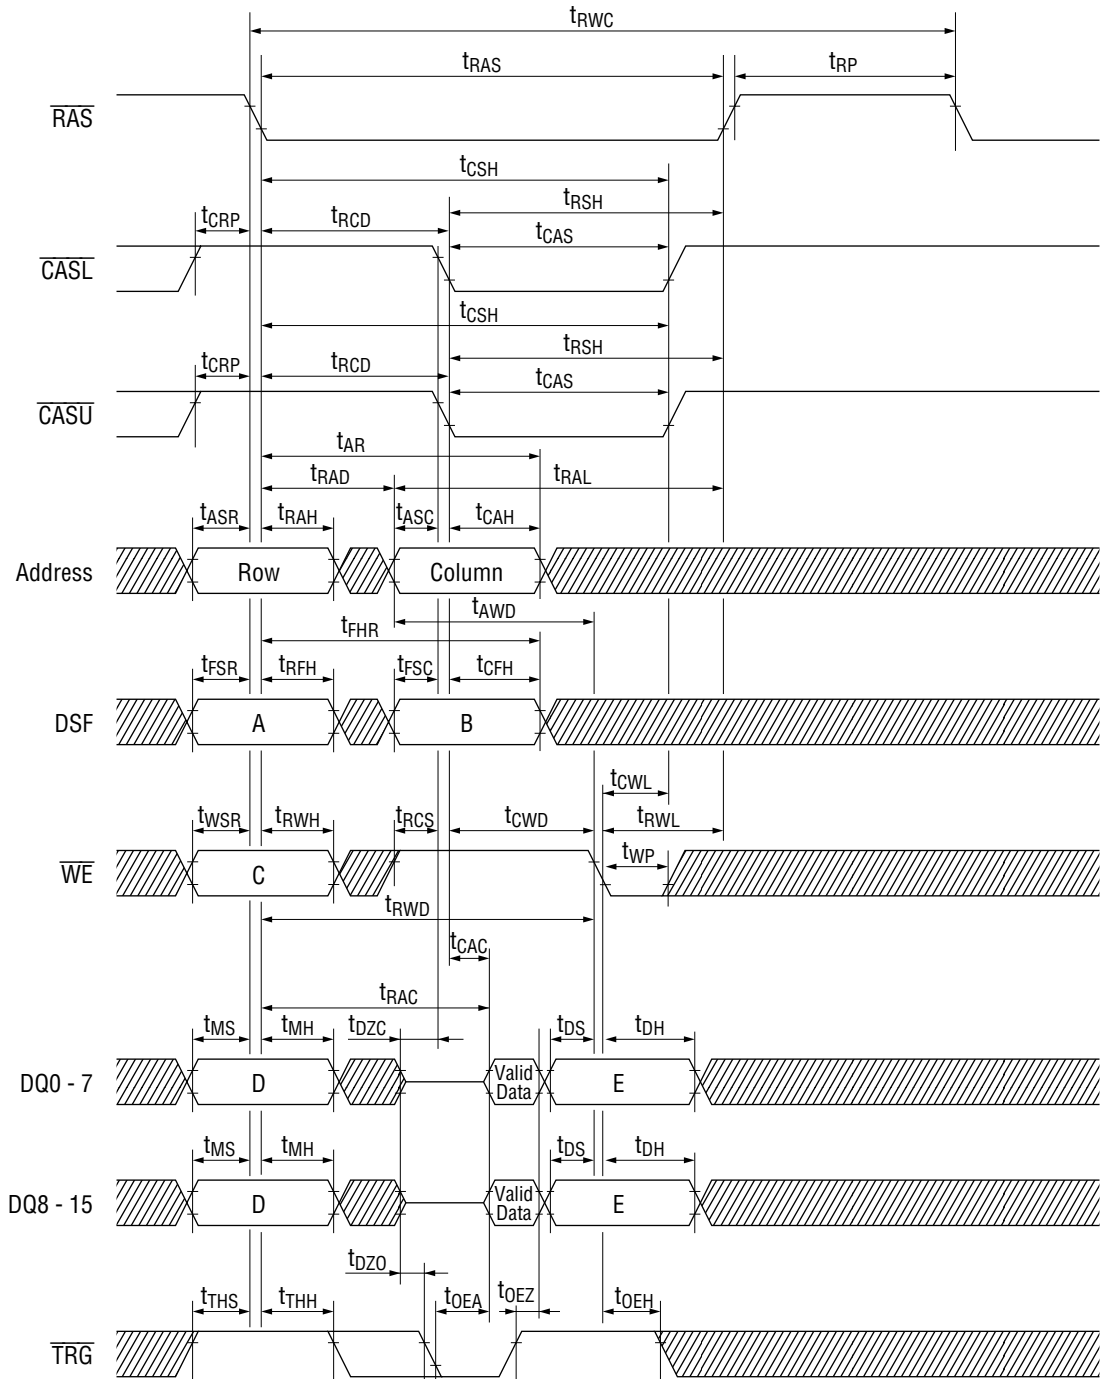 tRWC
tRAS
tRP
RAS
tCSH
tRSH
tCRP
tRCD
tCAS
CASL
tCSH
tRSH
tCRP
tRCD
tCAS
CASU
tAR
tRAD
tRAL
tASR
tRAH
tASC
tCAH
Address
Row
Column
tAWD
tFHR
tFSR
tRFH
tFSC
tCFH
DSF
A
B
tCWL
tWSR
tRWH
tRCS
tCWD
tRWL
tWP
WE
C
tRWD
tCAC
tRAC
tMS
tMH
tDZC
tDS
tDH
DQ0 - 7
D
Valid
Data
E
tMS
tMH
tDS
tDH
DQ8 - 15
D
Valid
Data
E
tDZO
tTHS
tTHH
tOEA
tOEZ
tOEH
TRG